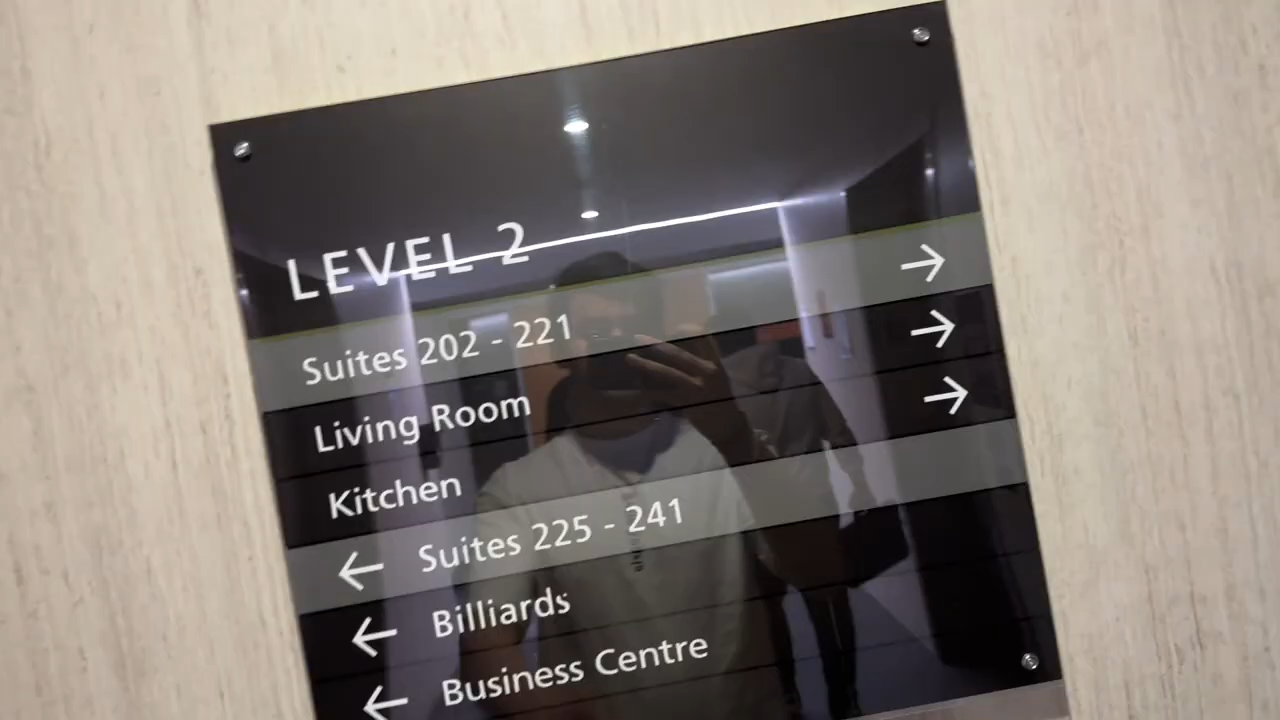 LEVEL 2
Suites 202 - 221 →
Living Room →
Kitchen →
← Suites 225 - 241
← Billiards
← Business Centre